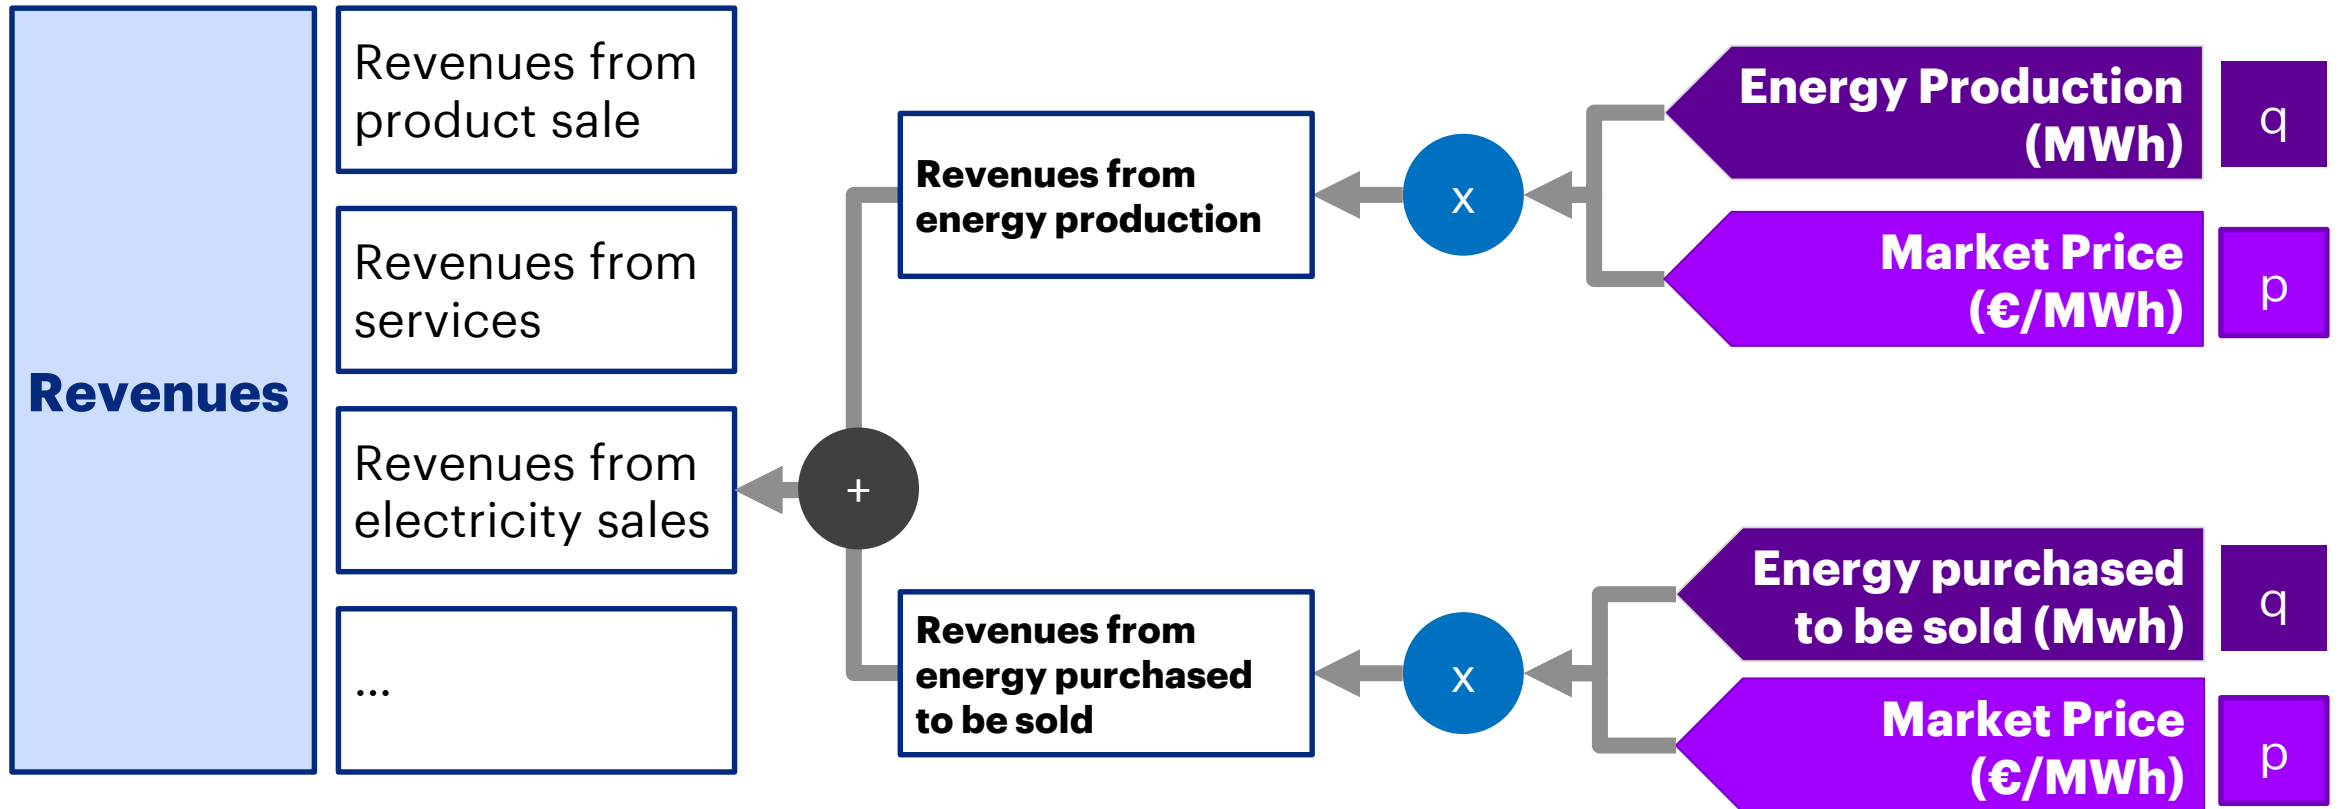 Revenues
Revenues from
product sale
Revenues from
services
Revenues from
electricity sales
...
+
Revenues from
energy production
x
Energy Production
(MWh)
q
Market Price
(€/MWh)
p
Revenues from
energy purchased
to be sold
x
Energy purchased
to be sold (Mwh)
q
Market Price
(€/MWh)
p